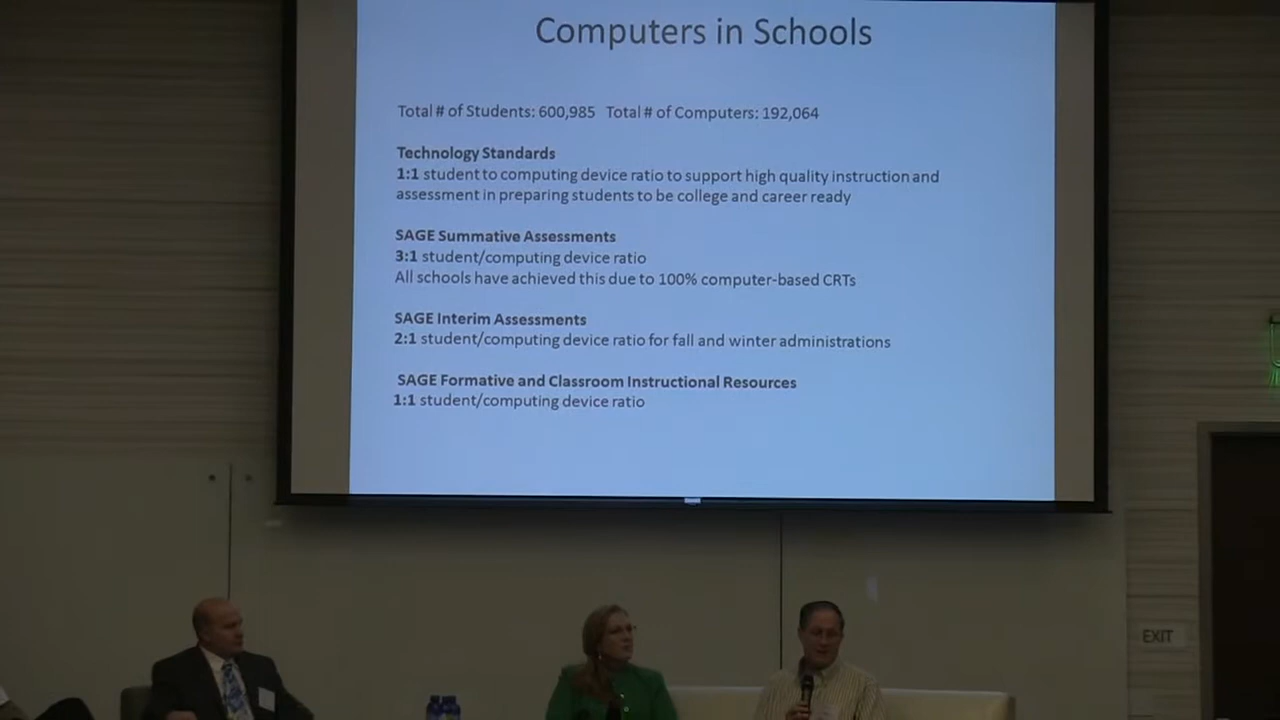 Computers in Schools
Total # of Students: 600,985 Total # of Computers: 192,064
Technology Standards
1:1 student to computing device ratio to support high quality instruction and
assessment in preparing students to be college and career ready
SAGE Summative Assessments
3:1 student/computing device ratio
All schools have achieved this due to 100% computer-based CRTs
SAGE Interim Assessments
2:1 student/computing device ratio for fall and winter administrations
SAGE Formative and Classroom Instructional Resources
1:1 student/computing device ratio
EXIT